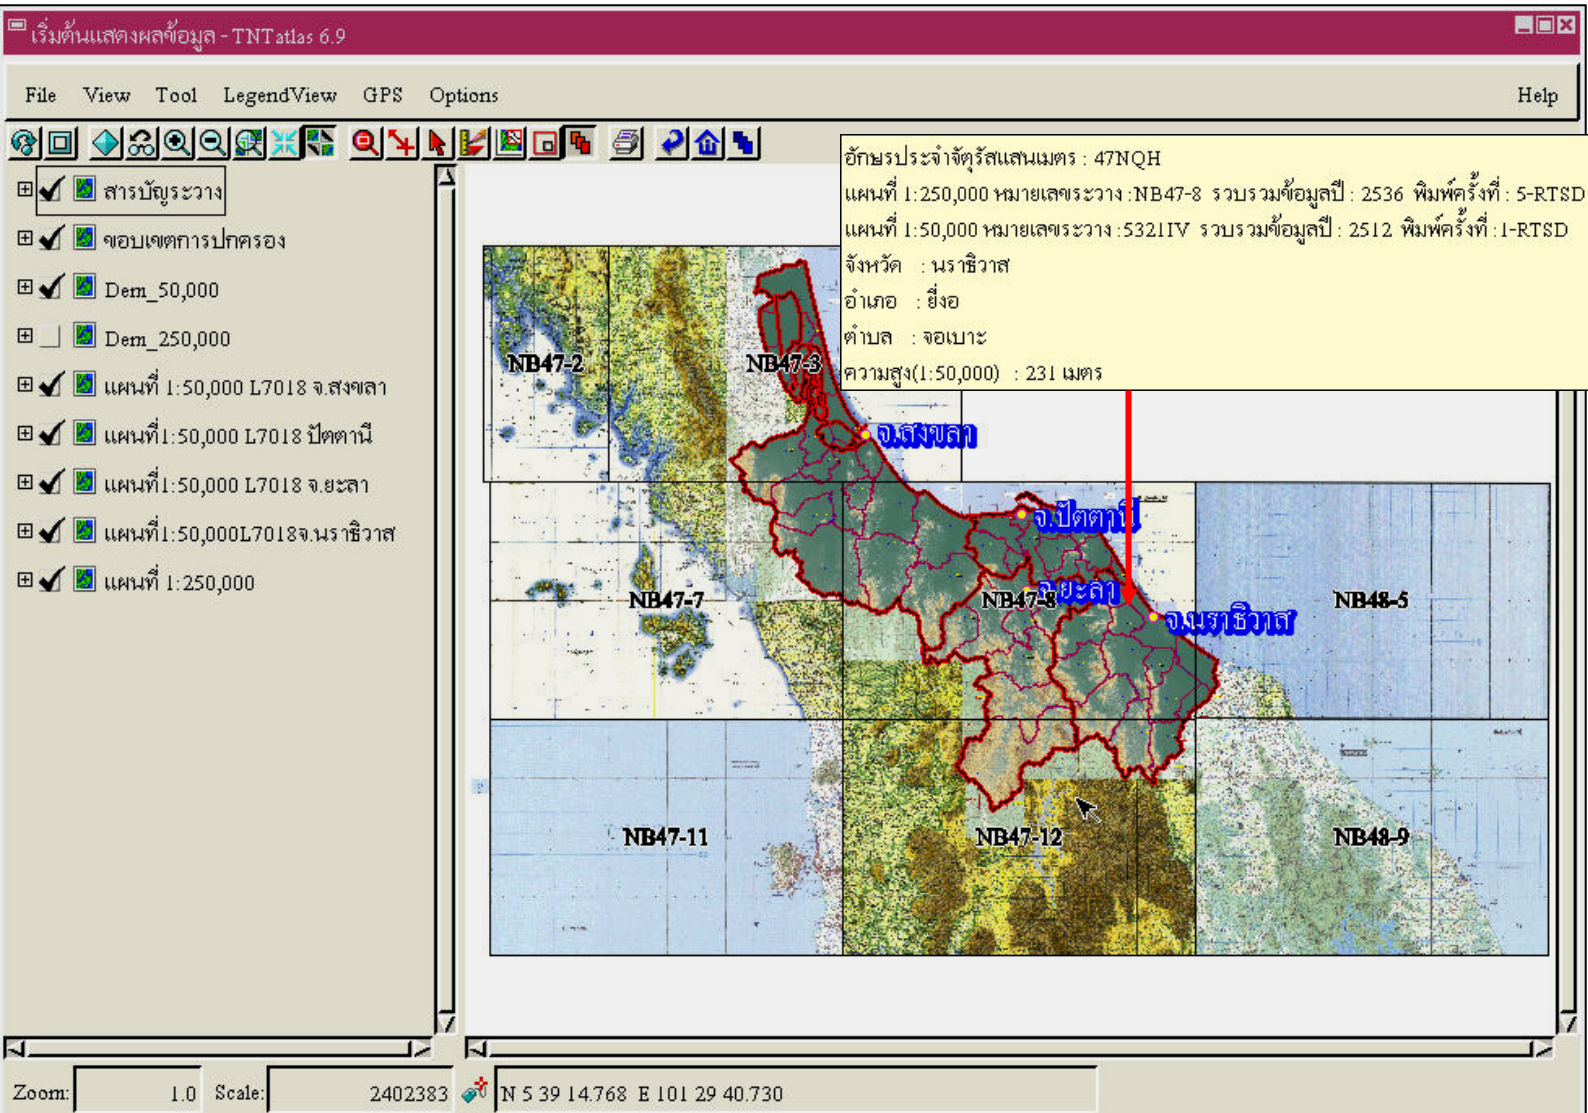 เริ่มต้นแสดงผลข้อมูล - TNTatlas 6.9
File View Tool LegendView GPS Options Help
สารบัญระวาง
ขอบเขตการปกครอง
Dem_50,000
Dem_250,000
แผนที่ 1:50,000 L7018 จ.สงขลา
แผนที่1:50,000 L7018 ปัตตานี
แผนที่1:50,000 L7018 จ.ยะลา
แผนที่1:50,000L7018จ.นราธิวาส
แผนที่ 1:250,000
อักษรประจำจัตุรัสแสนเมตร : 47NQH
แผนที่ 1:250,000 หมายเลขระวาง :NB47-8 รวบรวมข้อมูลปี : 2536 พิมพ์ครั้งที่ : 5-RTSD
แผนที่ 1:50,000 หมายเลขระวาง :5321IV รวบรวมข้อมูลปี : 2512 พิมพ์ครั้งที่ :1-RTSD
จังหวัด : นราธิวาส
อำเภอ : ยี่งอ
ตำบล : จอเบาะ
ความสูง(1:50,000) : 231 เมตร
NB47-2
NB47-3
จ.สงขลา
จ.ปัตตานี
NB47-7
NB47-8
จ.ยะลา
จ.นราธิวาส
NB48-5
NB47-11
NB47-12
NB48-9
Zoom: 1.0 Scale: 2402383 N 5 39 14.768 E 101 29 40.730